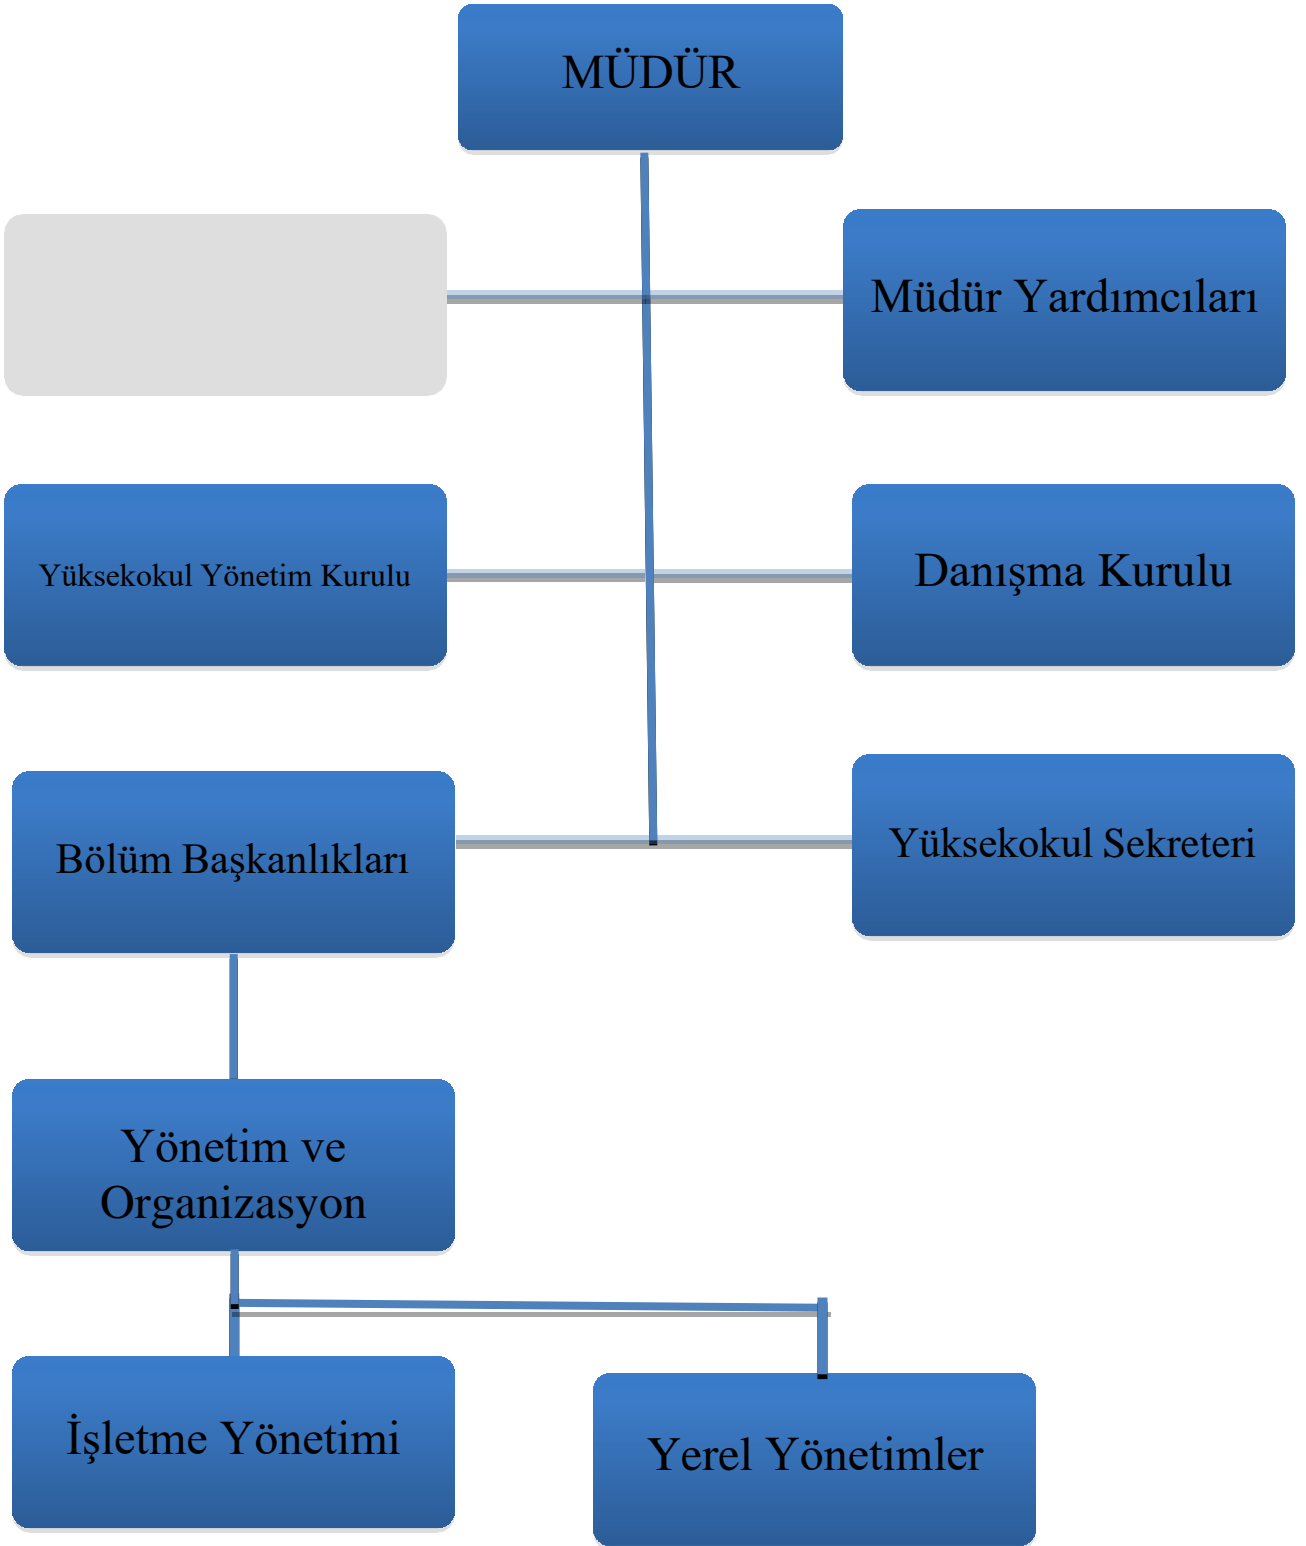 MÜDÜR
Müdür Yardımcıları
Yüksekokul Yönetim Kurulu
Danışma Kurulu
Bölüm Başkanlıkları
Yüksekokul Sekreteri
Yönetim ve
Organizasyon
İşletme Yönetimi
Yerel Yönetimler